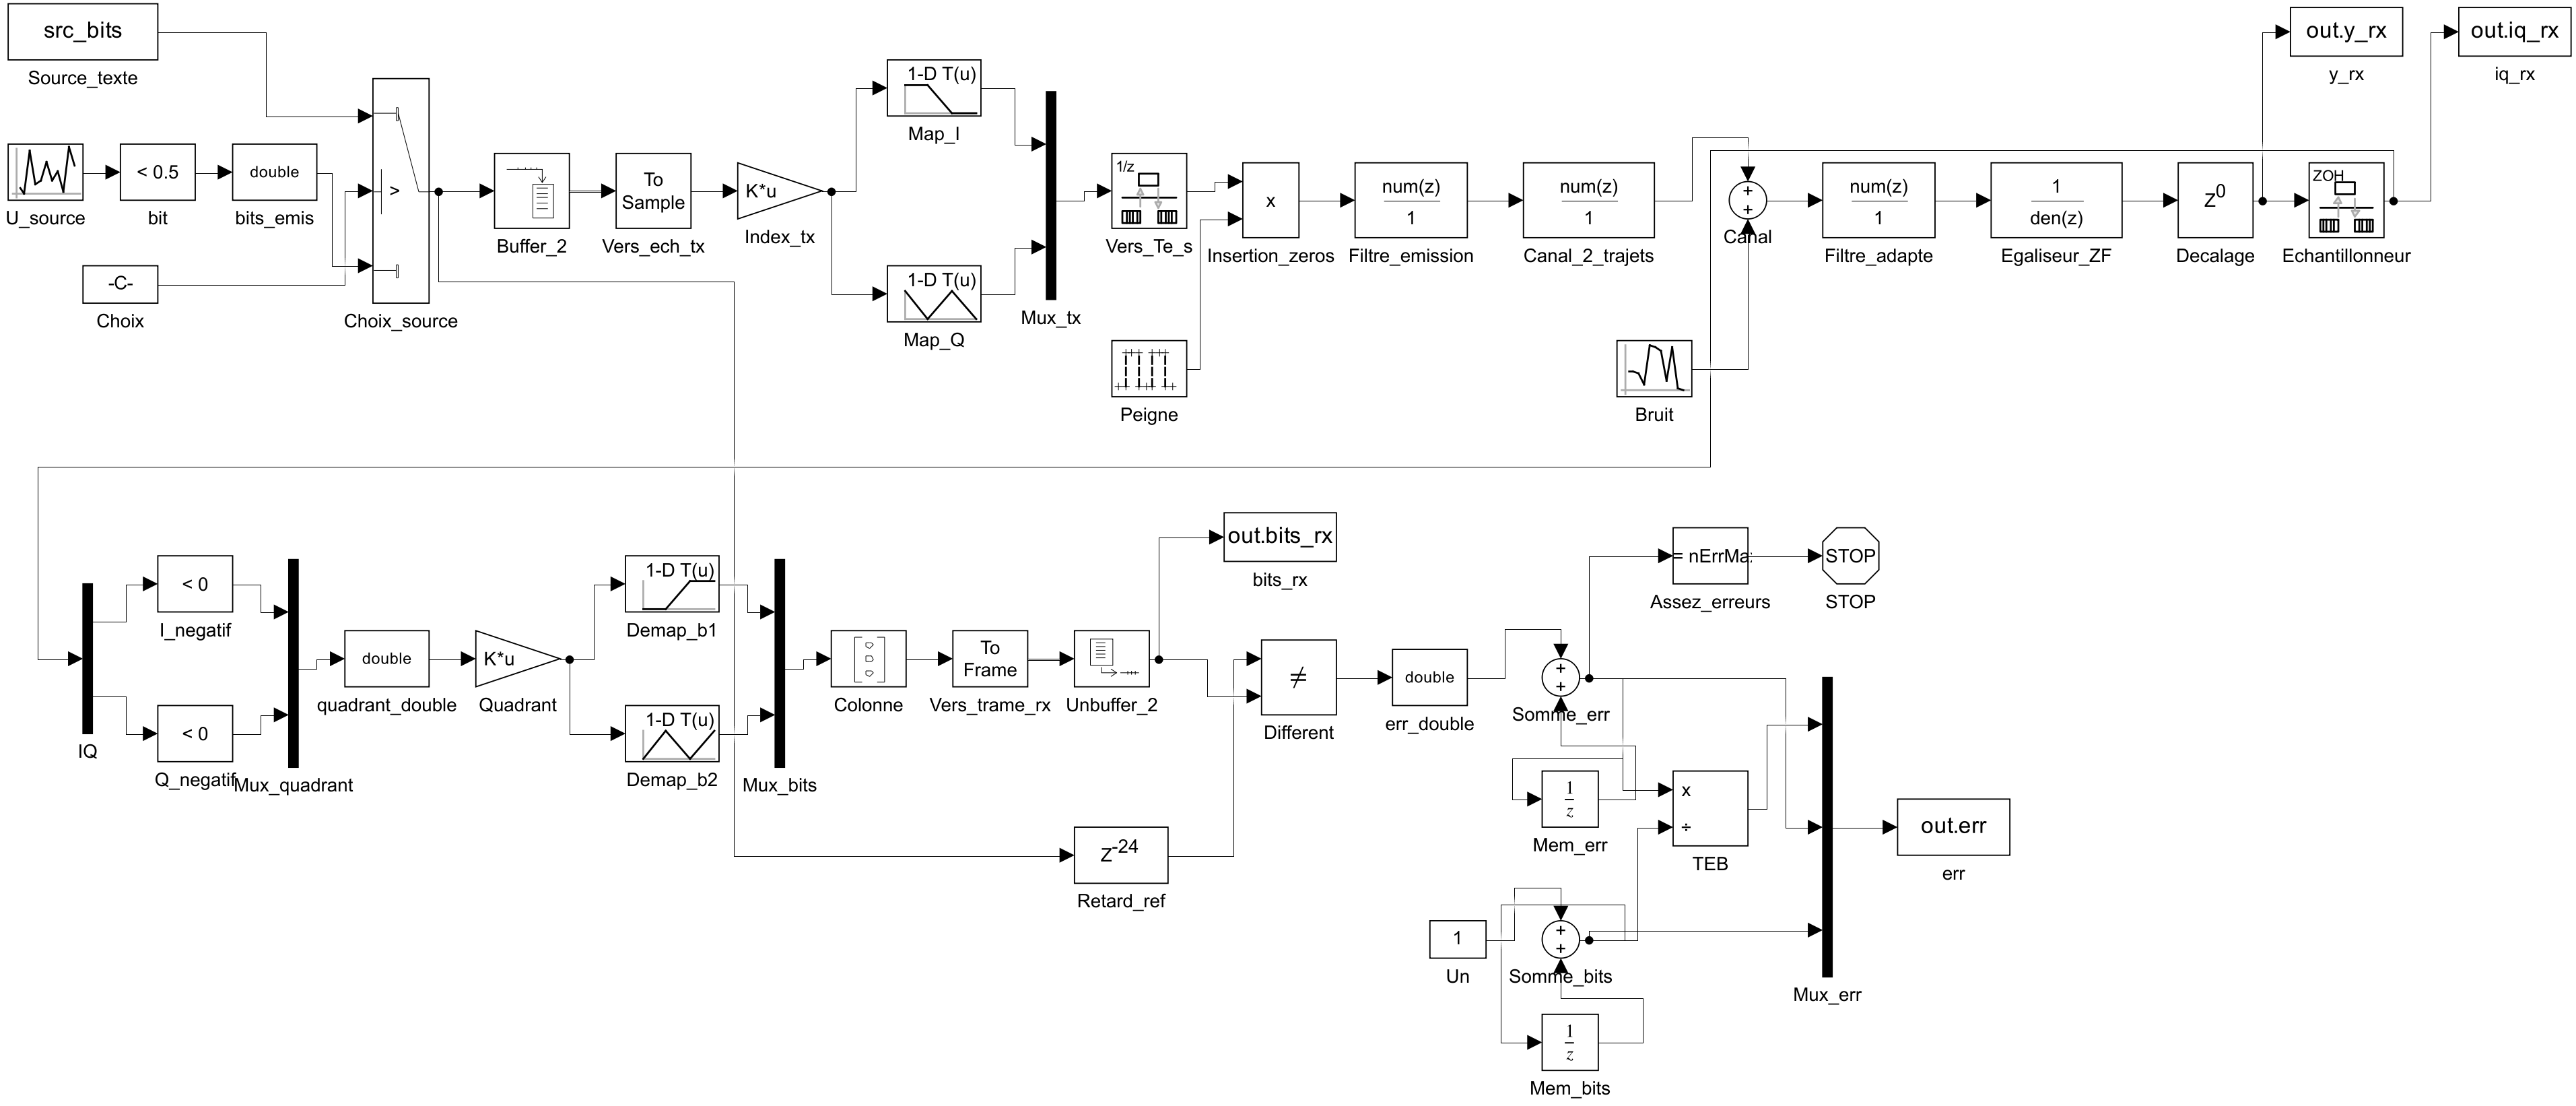 src_bits
Source_texte
U_source
< 0.5
bit
double
bits_emis
-C-
Choix
>
Choix_source
Buffer_2
To
Sample
Vers_ech_tx
K*u
Index_tx
1-D T(u)
Map_I
1-D T(u)
Map_Q
Mux_tx
1/z
Vers_Te_s
Peigne
x
Insertion_zeros
num(z)
1
Filtre_emission
num(z)
1
Canal_2_trajets
Bruit
+
+
Canal
num(z)
1
Filtre_adapte
1
den(z)
Egaliseur_ZF
Z0
Decalage
ZOH
Echantillonneur
out.y_rx
y_rx
out.iq_rx
iq_rx
IQ
< 0
I_negatif
< 0
Q_negatif
Mux_quadrant
double
quadrant_double
K*u
Quadrant
1-D T(u)
Demap_b1
1-D T(u)
Demap_b2
Mux_bits
Colonne
To
Frame
Vers_trame_rx
Unbuffer_2
out.bits_rx
bits_rx
Z-24
Retard_ref
≠
Different
double
err_double
+
+
Somme_err
1
z
Mem_err
= nErrMa
Assez_erreurs
STOP
STOP
x
÷
TEB
1
Un
+
+
Somme_bits
1
z
Mem_bits
Mux_err
out.err
err